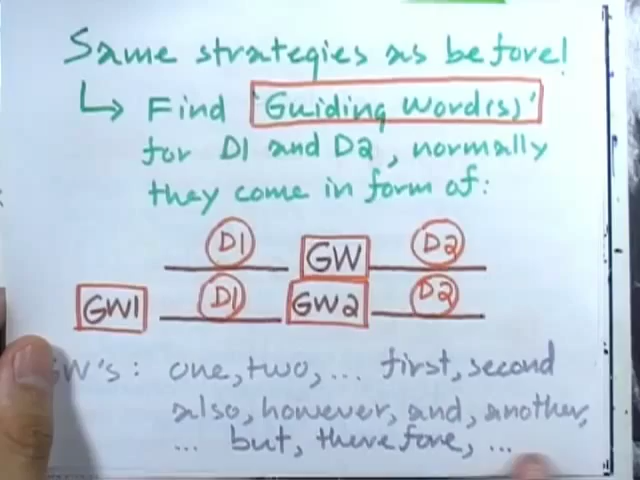 Same strategies as before!
↳ Find 'Guiding Word(s)'
for D1 and D2, normally
they come in form of:
D1 GW D2
GW1 D1 GW2 D2
GW's: one, two, ... first, second
also, however, and, another,
... but, therefore, ...